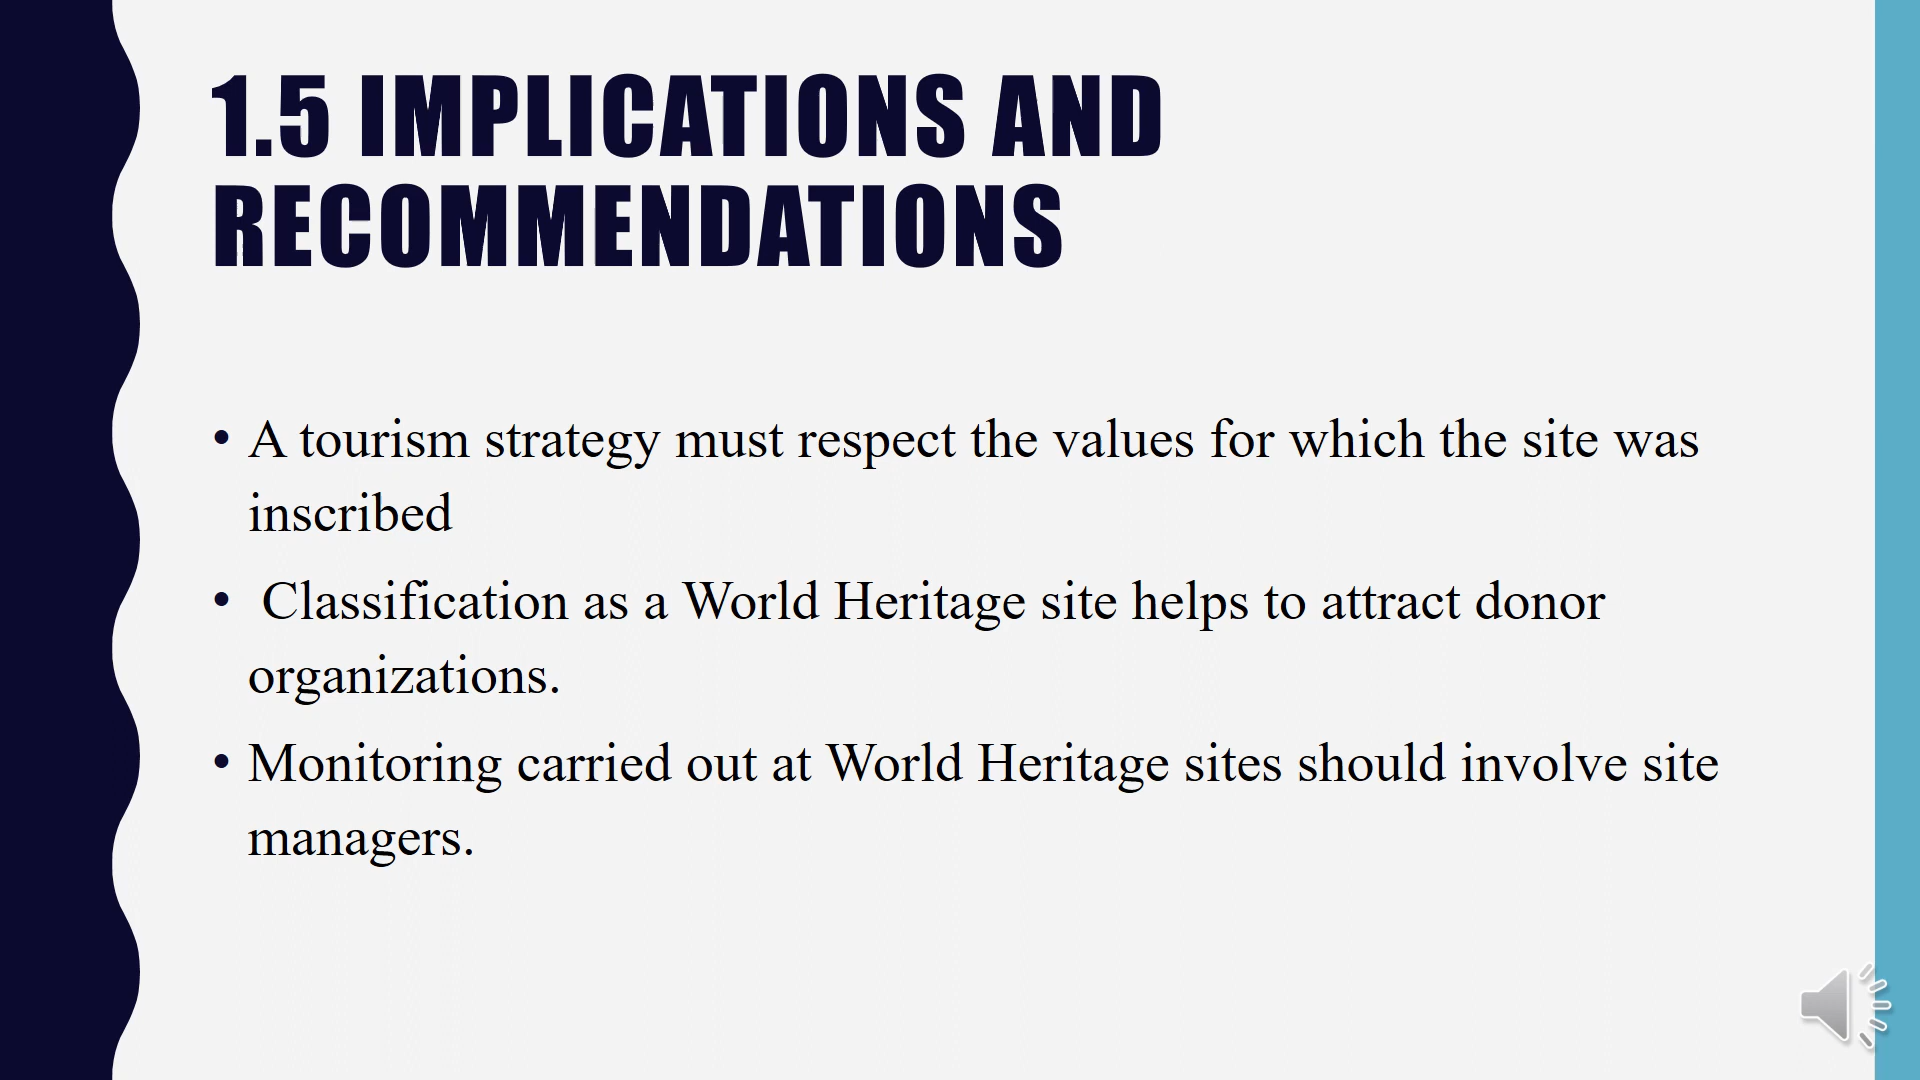 1.5 IMPLICATIONS AND
RECOMMENDATIONS
• A tourism strategy must respect the values for which the site was
inscribed
• Classification as a World Heritage site helps to attract donor
organizations.
• Monitoring carried out at World Heritage sites should involve site
managers.